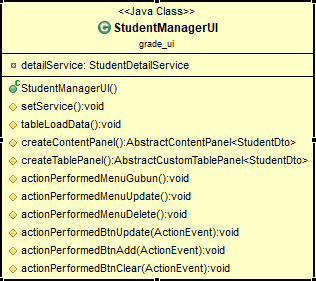 <<Java Class>>
StudentManagerUI
grade_ui
detailService: StudentDetailService
StudentManagerUI()
setService():void
tableLoadData():void
createContentPanel():AbstractContentPanel<StudentDto>
createTablePanel():AbstractCustomTablePanel<StudentDto>
actionPerformedMenuGubun():void
actionPerformedMenuUpdate():void
actionPerformedMenuDelete():void
actionPerformedBtnUpdate(ActionEvent):void
actionPerformedBtnAdd(ActionEvent):void
actionPerformedBtnClear(ActionEvent):void